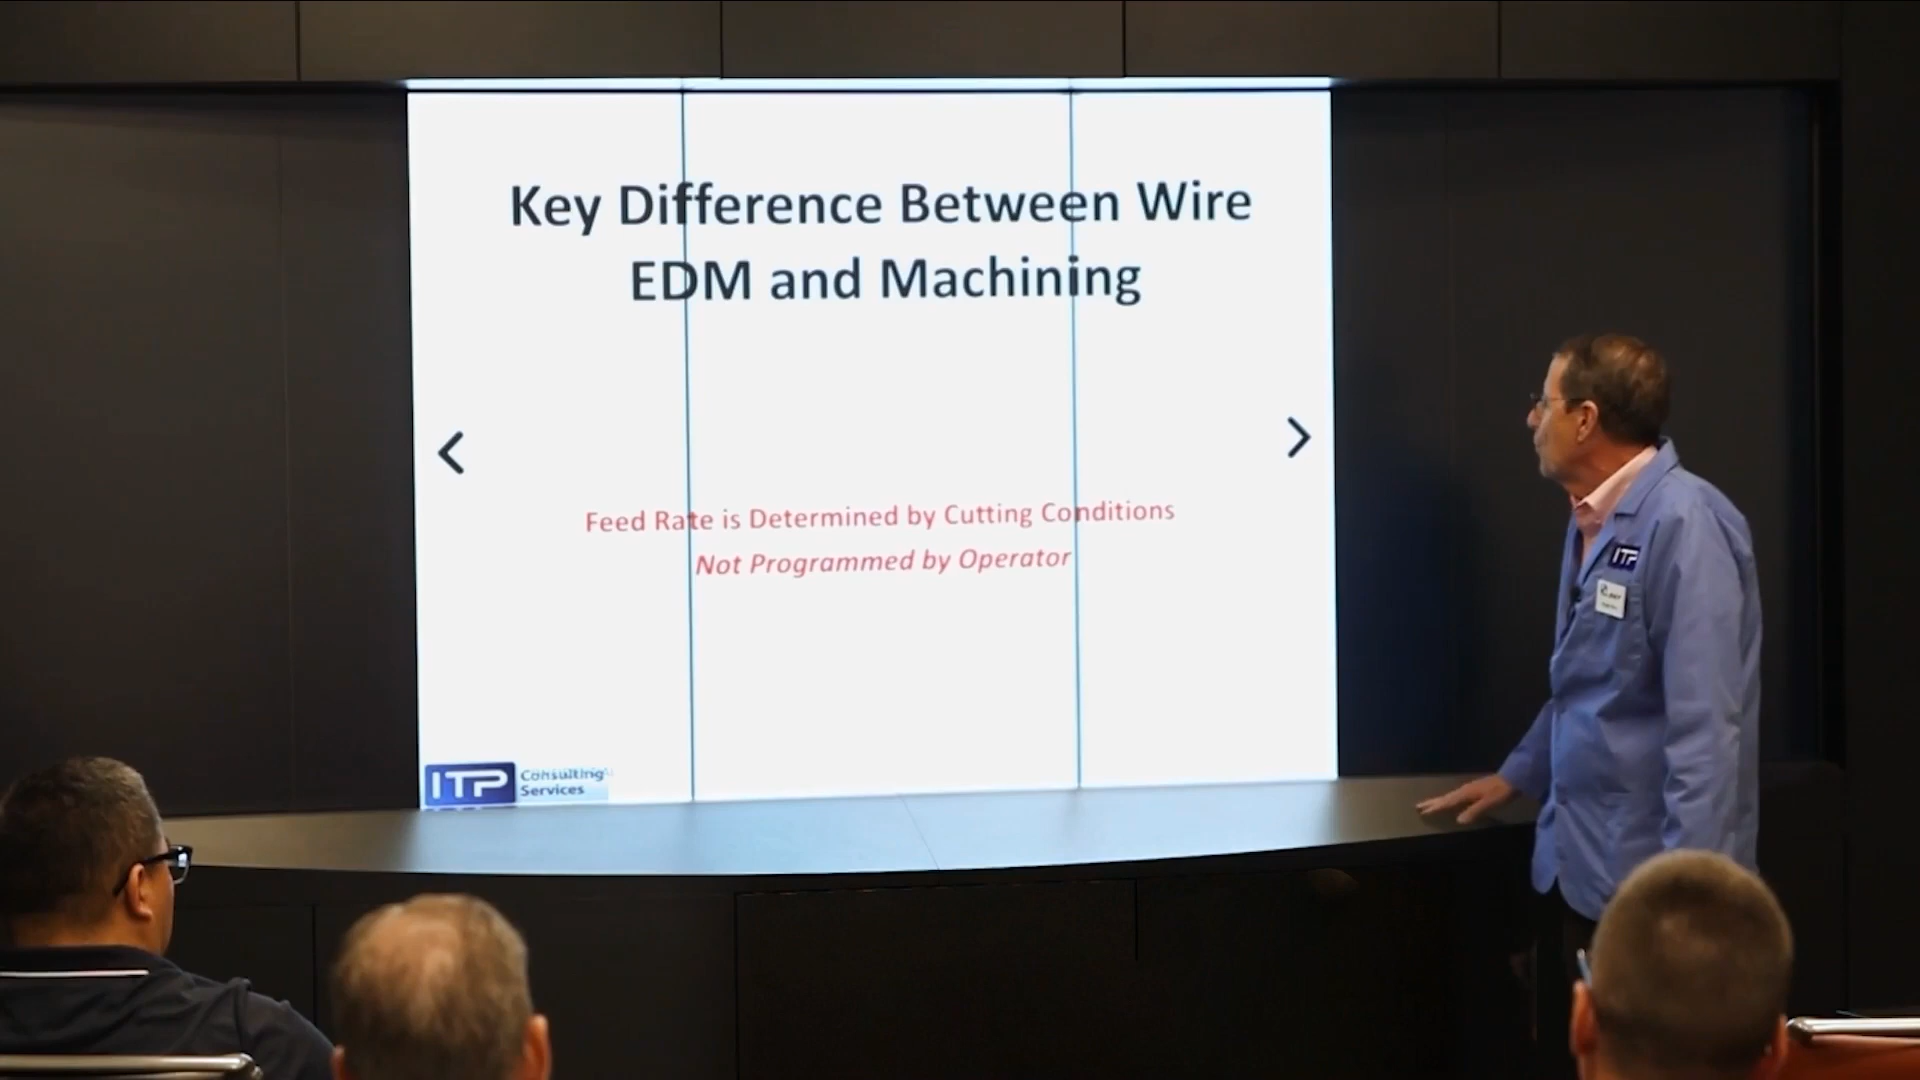 Key Difference Between Wire
EDM and Machining
Feed Rate is Determined by Cutting Conditions
Not Programmed by Operator
ITP
Consulting
Services
ITP